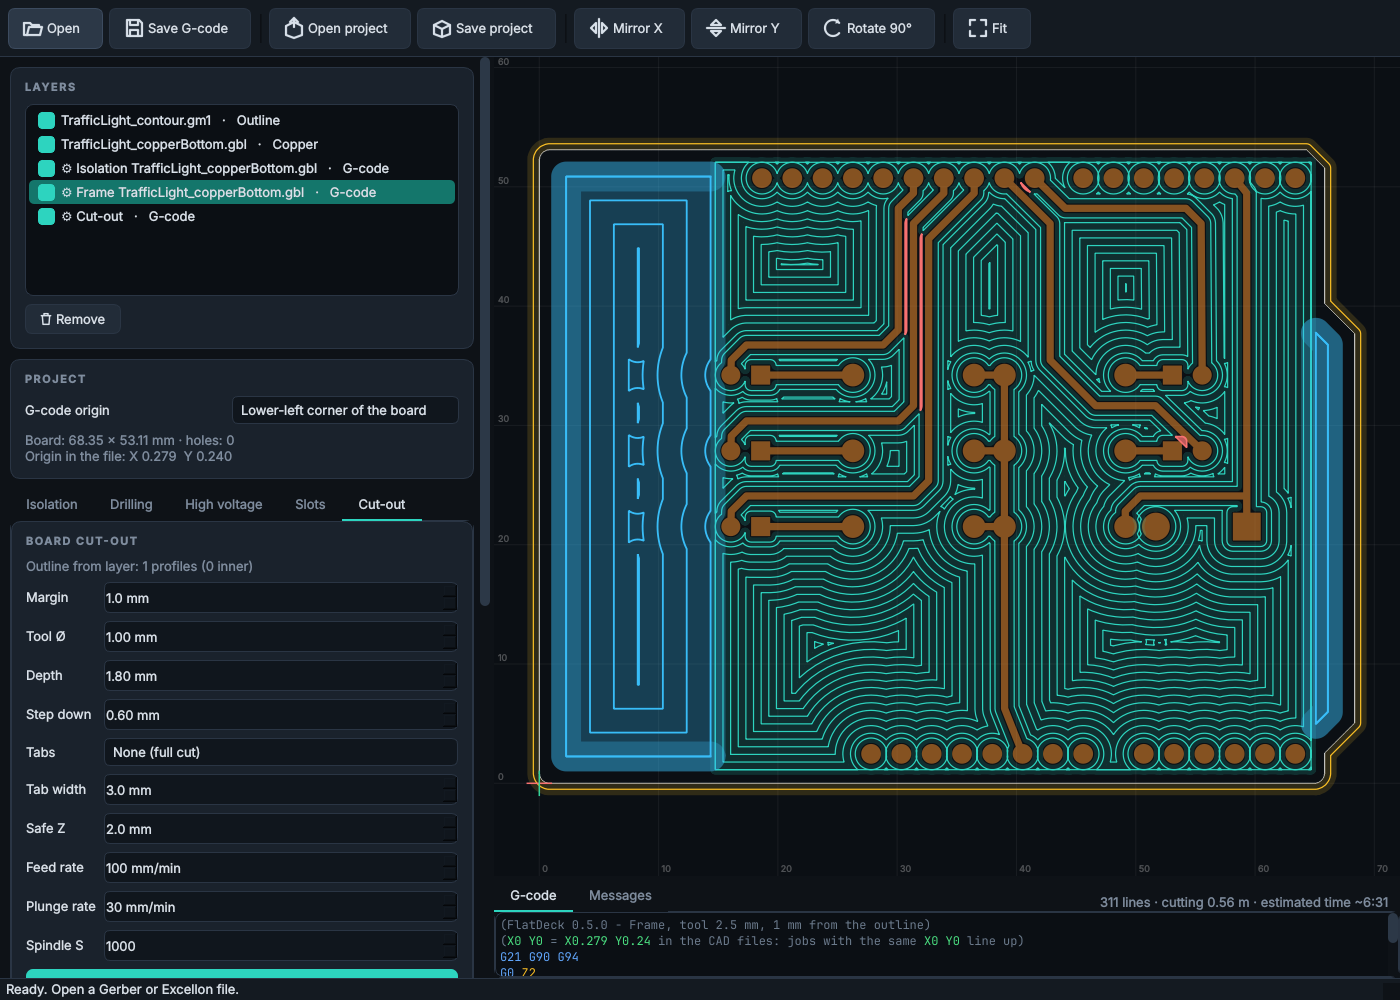 Open
Save G-code
Open project
Save project
Mirror X
Mirror Y
Rotate 90°
Fit
LAYERS
TrafficLight_contour.gm1 · Outline
TrafficLight_copperBottom.gbl · Copper
⚙ Isolation TrafficLight_copperBottom.gbl · G-code
⚙ Frame TrafficLight_copperBottom.gbl · G-code
⚙ Cut-out · G-code
Remove
PROJECT
G-code origin
Lower-left corner of the board
Board: 68.35 × 53.11 mm · holes: 0
Origin in the file: X 0.279 Y 0.240
Isolation
Drilling
High voltage
Slots
Cut-out
BOARD CUT-OUT
Outline from layer: 1 profiles (0 inner)
Margin
1.0 mm
Tool Ø
1.00 mm
Depth
1.80 mm
Step down
0.60 mm
Tabs
None (full cut)
Tab width
3.0 mm
Safe Z
2.0 mm
Feed rate
100 mm/min
Plunge rate
30 mm/min
Spindle S
1000
60
50
40
30
20
10
0
0
10
20
30
40
50
60
70
G-code
Messages
311 lines · cutting 0.56 m · estimated time ~6:31
(FlatDeck 0.5.0 - Frame, tool 2.5 mm, 1 mm from the outline)
(X0 Y0 = X0.279 Y0.24 in the CAD files: jobs with the same X0 Y0 line up)
G21 G90 G94
G0 Z2
Ready. Open a Gerber or Excellon file.